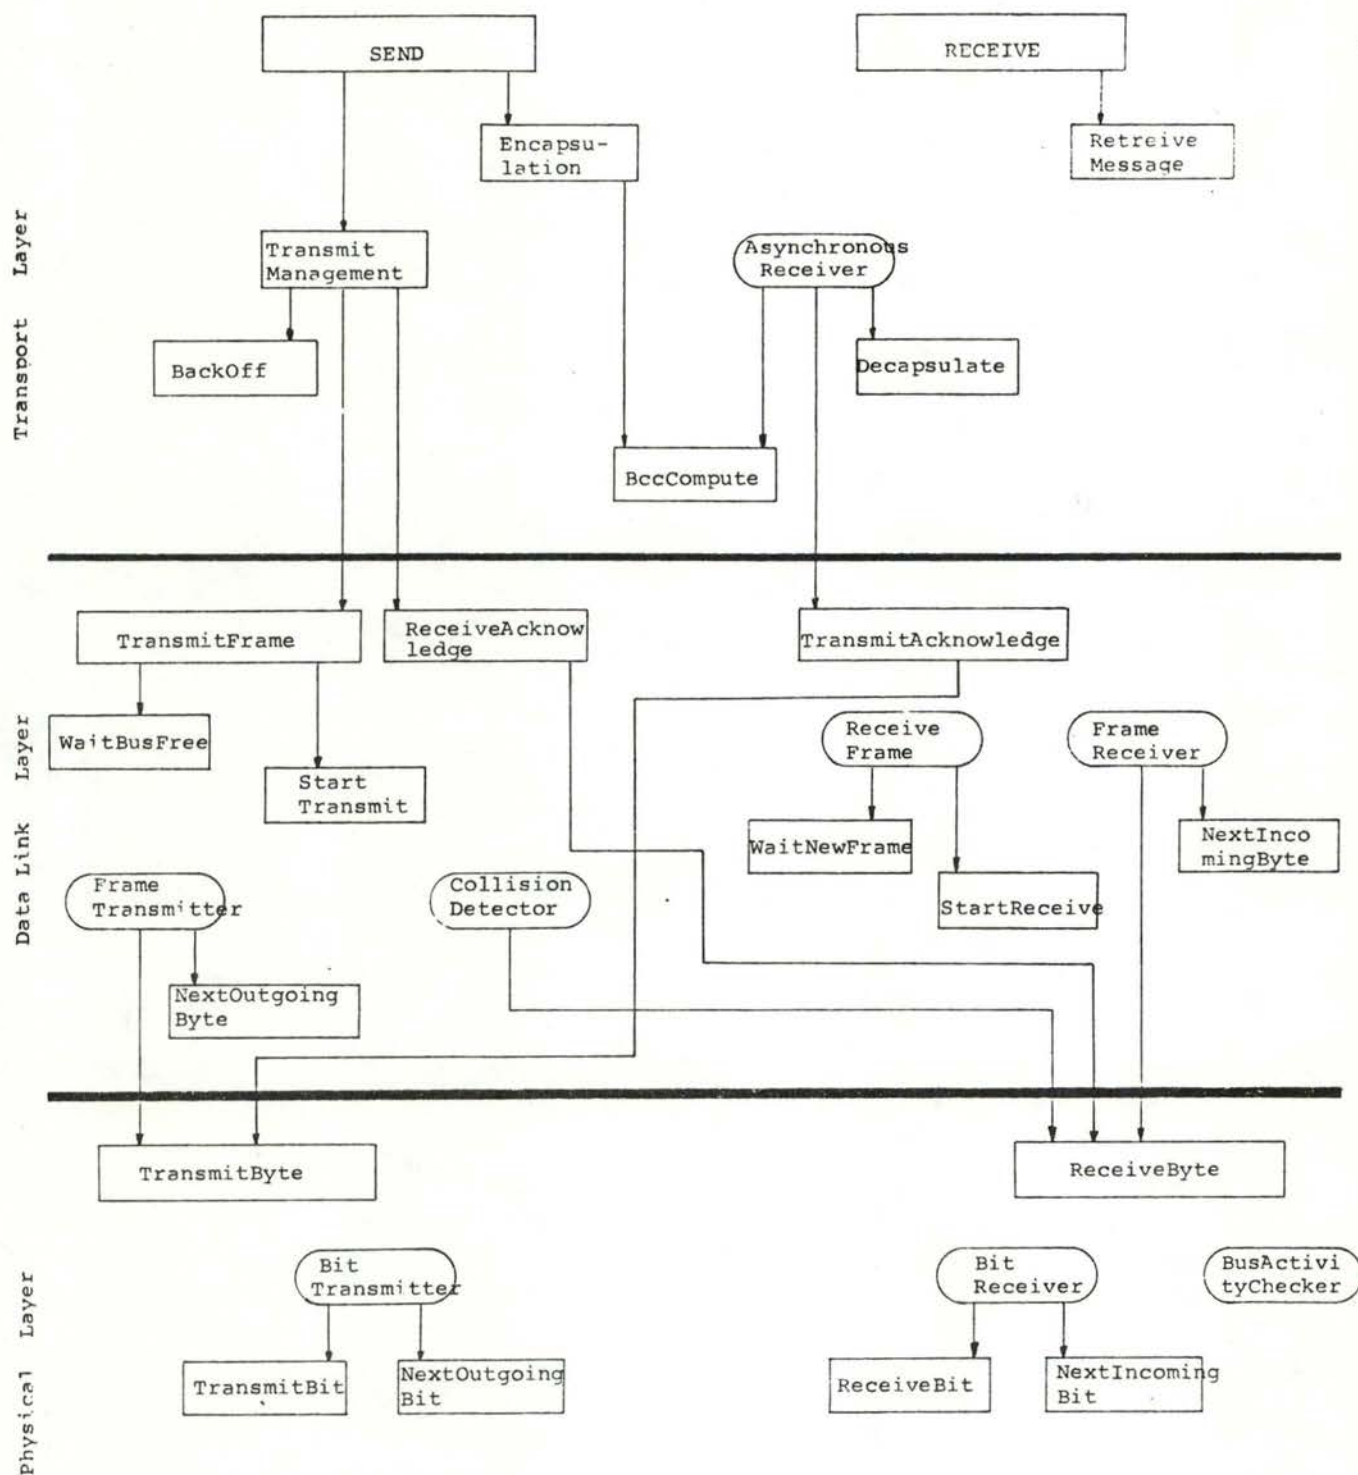 SEND
RECEIVE
Encapsu-
lation
Retreive
Message
Transport Layer
Transmit
Management
Asynchronous
Receiver
BackOff
Decapsulate
BccCompute
Data Link Layer
TransmitFrame
ReceiveAcknow
ledge
TransmitAcknowledge
WaitBusFree
Start
Transmit
Receive
Frame
Frame
Receiver
WaitNewFrame
NextInco
mingByte
Frame
Transmitter
Collision
Detector
StartReceive
NextOutgoing
Byte
Physical Layer
TransmitByte
ReceiveByte
Bit
Transmitter
Bit
Receiver
BusActivi
tyChecker
TransmitBit
NextOutgoing
Bit
ReceiveBit
NextIncoming
Bit